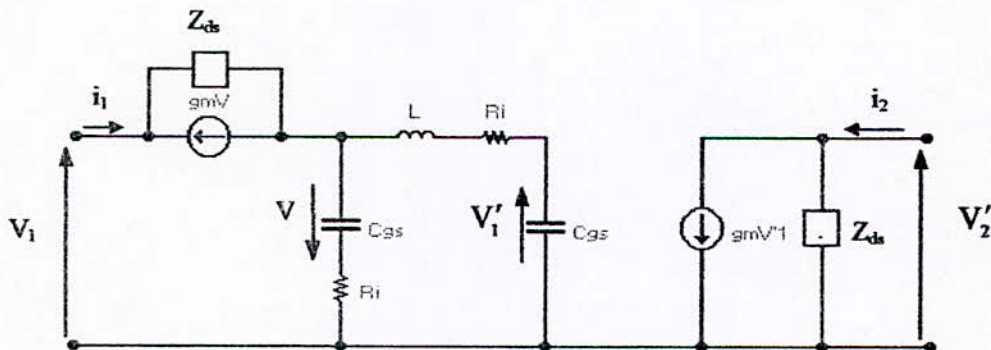 Zds
gmV
i1
L
Ri
i2
V1
V
Cgs
Ri
V1'
Cgs
gmV'1
Zds
V2'